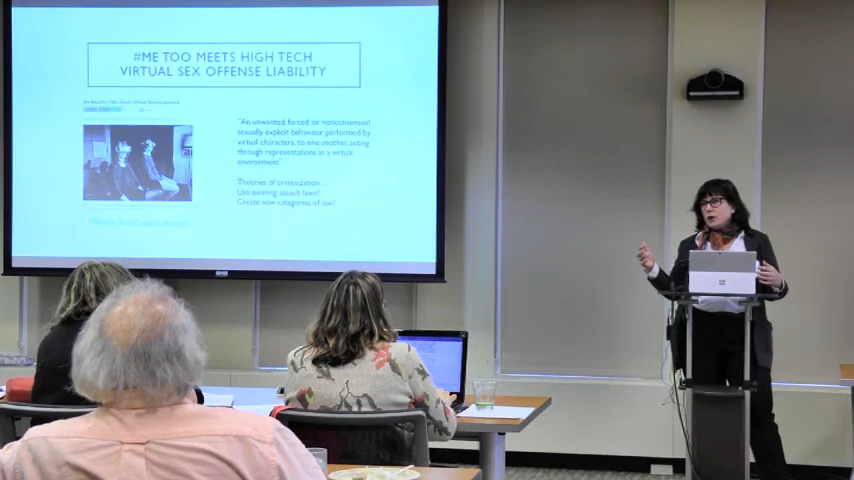 #ME TOO MEETS HIGH TECH
VIRTUAL SEX OFFENSE LIABILITY
"An unwanted, forced, or nonconsensual
sexually explicit behaviour performed by
virtual characters, to one another, acting
through representations in a virtual
environment".
Theories of criminization...
Use existing assault laws?
Create new categories of law?